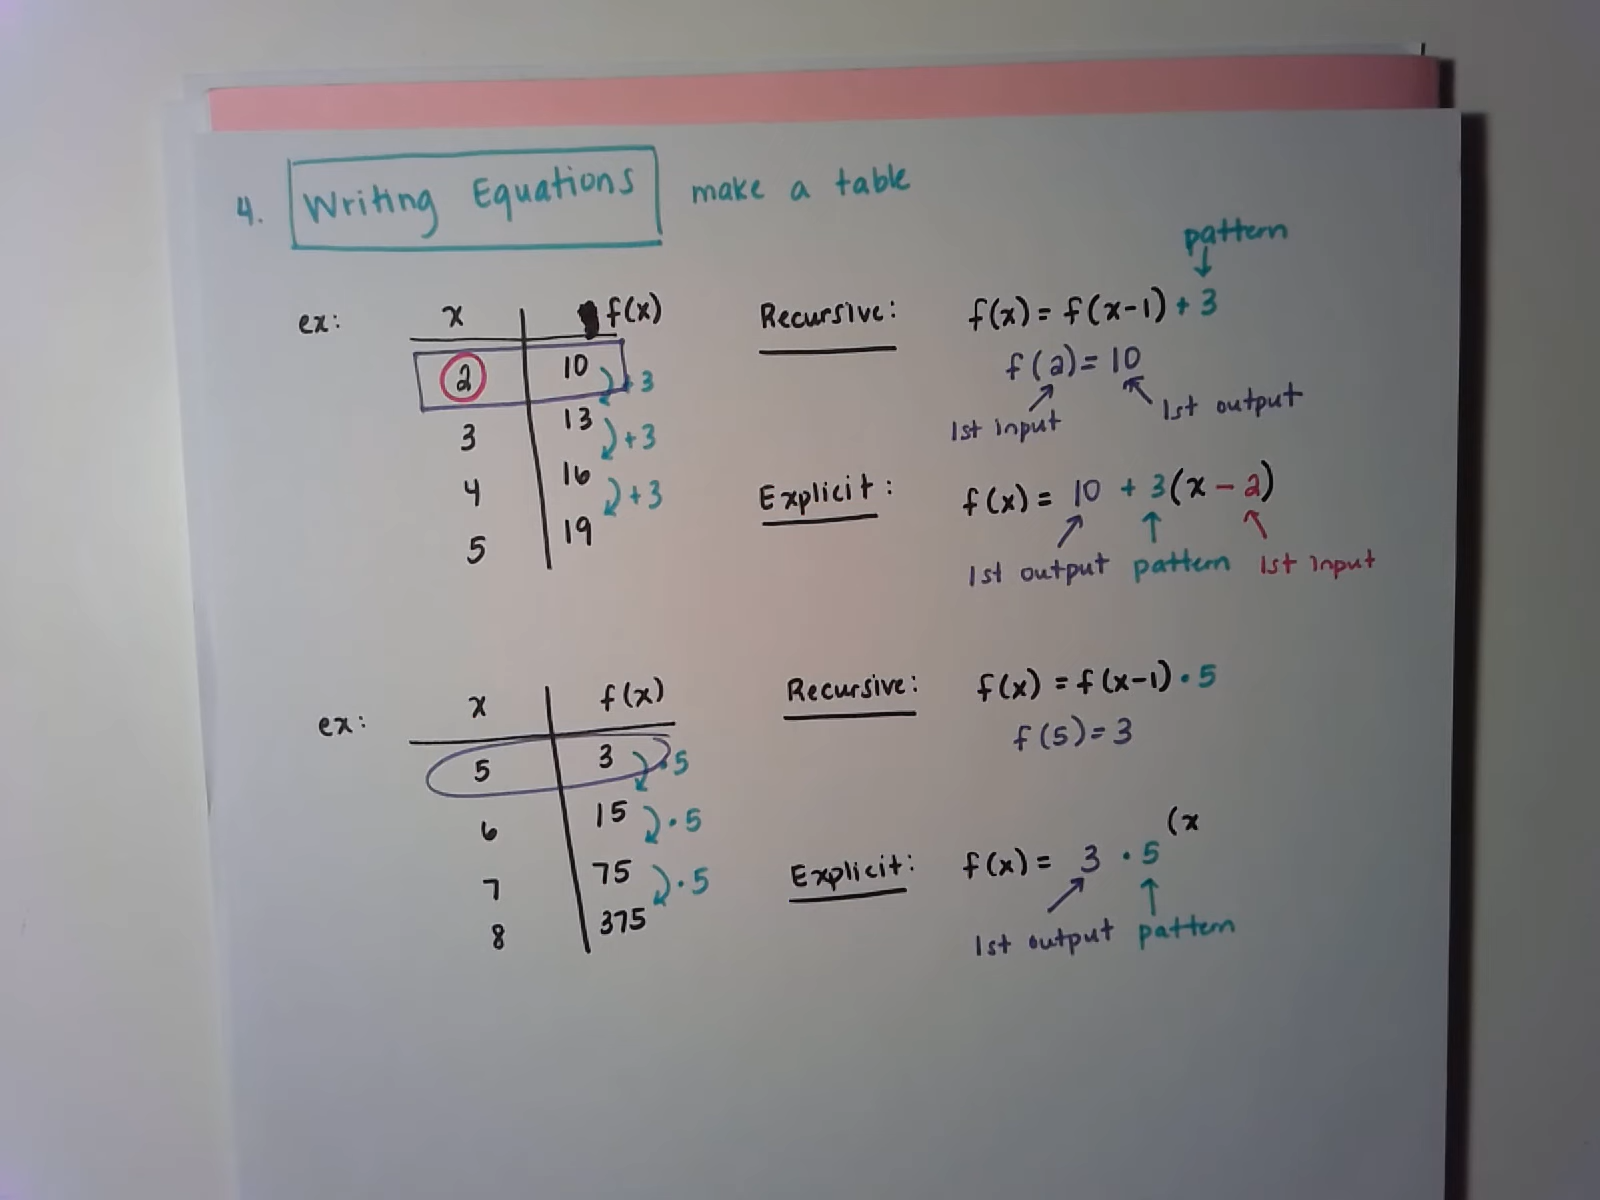 4. Writing Equations make a table
pattern
ex: x f(x) Recursive: f(x) = f(x-1) + 3
2 10 +3 f(2) = 10
1st input 1st output
3 13 +3
4 16 +3 Explicit: f(x) = 10 + 3(x - 2)
5 19
1st output pattern 1st input
ex: x f(x) Recursive: f(x) = f(x-1) · 5
5 3 ·5 f(5) = 3
6 15 ·5
7 75 ·5 Explicit: f(x) = 3 · 5 (x
8 375
1st output pattern